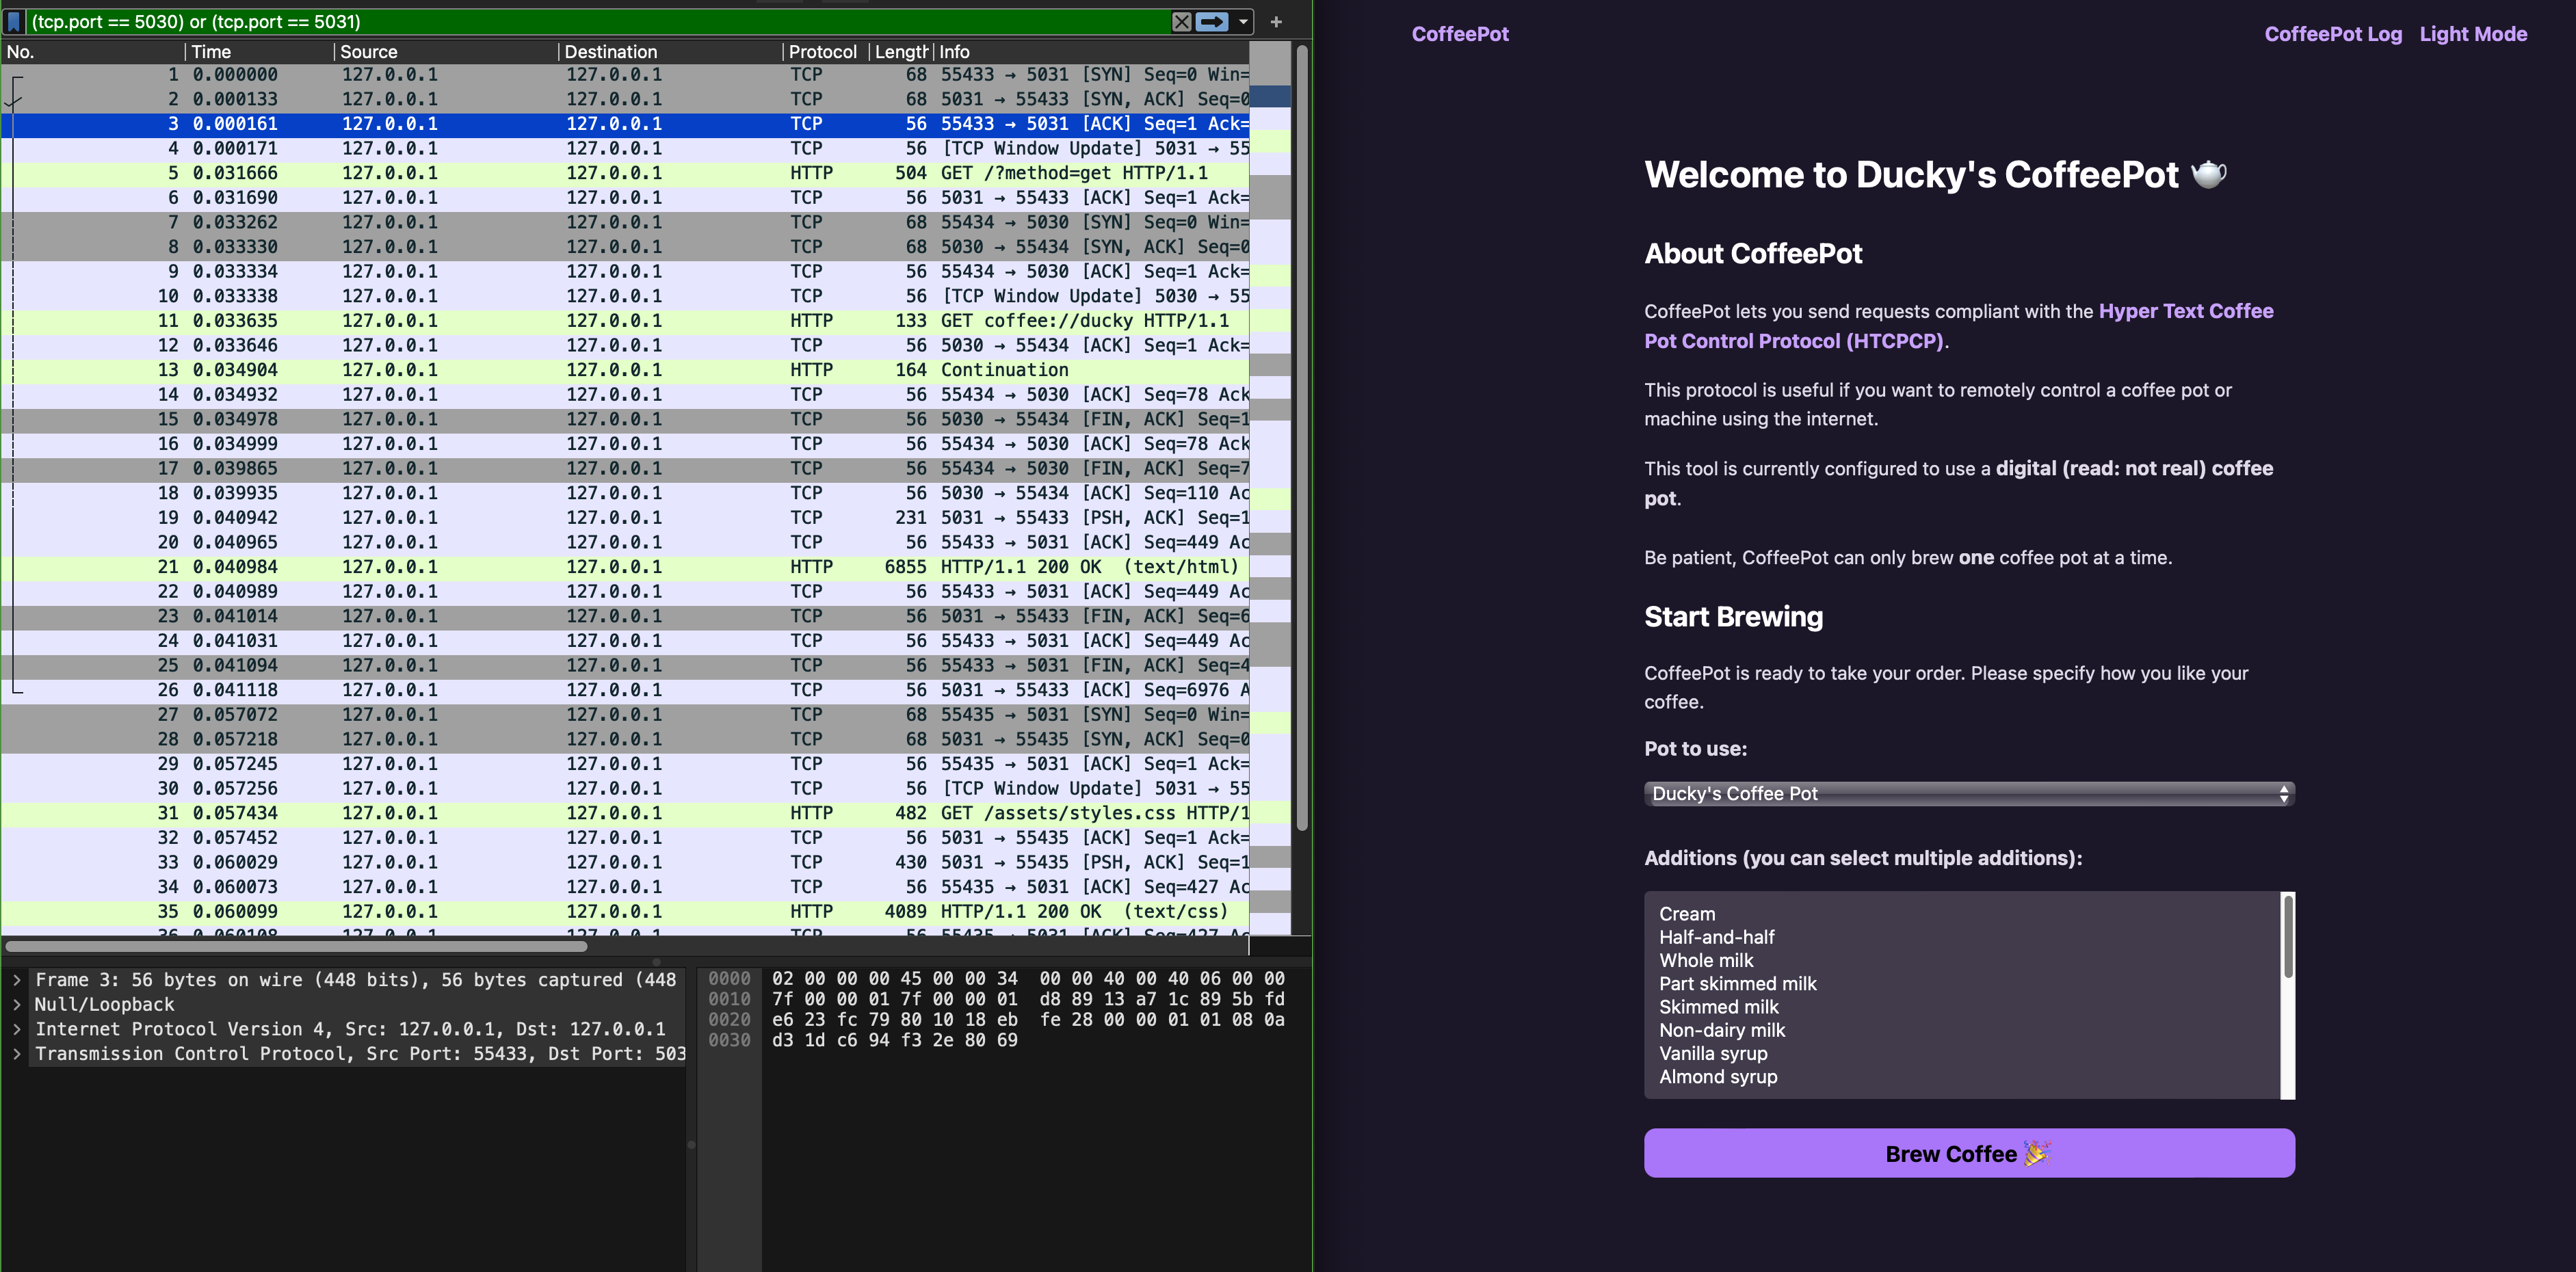 (tcp.port == 5030) or (tcp.port == 5031)
No. Time Source Destination Protocol Length Info
1 0.000000 127.0.0.1 127.0.0.1 TCP 68 55433 → 5031 [SYN] Seq=0 Win=
2 0.000133 127.0.0.1 127.0.0.1 TCP 68 5031 → 55433 [SYN, ACK] Seq=0
3 0.000161 127.0.0.1 127.0.0.1 TCP 56 55433 → 5031 [ACK] Seq=1 Ack=
4 0.000171 127.0.0.1 127.0.0.1 TCP 56 [TCP Window Update] 5031 → 55
5 0.031666 127.0.0.1 127.0.0.1 HTTP 504 GET /?method=get HTTP/1.1
6 0.031690 127.0.0.1 127.0.0.1 TCP 56 5031 → 55433 [ACK] Seq=1 Ack=
7 0.033262 127.0.0.1 127.0.0.1 TCP 68 55434 → 5030 [SYN] Seq=0 Win=
8 0.033330 127.0.0.1 127.0.0.1 TCP 68 5030 → 55434 [SYN, ACK] Seq=0
9 0.033334 127.0.0.1 127.0.0.1 TCP 56 55434 → 5030 [ACK] Seq=1 Ack=
10 0.033338 127.0.0.1 127.0.0.1 TCP 56 [TCP Window Update] 5030 → 55
11 0.033635 127.0.0.1 127.0.0.1 HTTP 133 GET coffee://ducky HTTP/1.1
12 0.033646 127.0.0.1 127.0.0.1 TCP 56 5030 → 55434 [ACK] Seq=1 Ack=
13 0.034904 127.0.0.1 127.0.0.1 HTTP 164 Continuation
14 0.034932 127.0.0.1 127.0.0.1 TCP 56 55434 → 5030 [ACK] Seq=78 Ack
15 0.034978 127.0.0.1 127.0.0.1 TCP 56 5030 → 55434 [FIN, ACK] Seq=1
16 0.034999 127.0.0.1 127.0.0.1 TCP 56 55434 → 5030 [ACK] Seq=78 Ack
17 0.039865 127.0.0.1 127.0.0.1 TCP 56 55434 → 5030 [FIN, ACK] Seq=7
18 0.039935 127.0.0.1 127.0.0.1 TCP 56 5030 → 55434 [ACK] Seq=110 Ac
19 0.040942 127.0.0.1 127.0.0.1 TCP 231 5031 → 55433 [PSH, ACK] Seq=1
20 0.040965 127.0.0.1 127.0.0.1 TCP 56 55433 → 5031 [ACK] Seq=449 Ac
21 0.040984 127.0.0.1 127.0.0.1 HTTP 6855 HTTP/1.1 200 OK (text/html)
22 0.040989 127.0.0.1 127.0.0.1 TCP 56 55433 → 5031 [ACK] Seq=449 Ac
23 0.041014 127.0.0.1 127.0.0.1 TCP 56 5031 → 55433 [FIN, ACK] Seq=6
24 0.041031 127.0.0.1 127.0.0.1 TCP 56 55433 → 5031 [ACK] Seq=449 Ac
25 0.041094 127.0.0.1 127.0.0.1 TCP 56 55433 → 5031 [FIN, ACK] Seq=4
26 0.041118 127.0.0.1 127.0.0.1 TCP 56 5031 → 55433 [ACK] Seq=6976 A
27 0.057072 127.0.0.1 127.0.0.1 TCP 68 55435 → 5031 [SYN] Seq=0 Win=
28 0.057218 127.0.0.1 127.0.0.1 TCP 68 5031 → 55435 [SYN, ACK] Seq=0
29 0.057245 127.0.0.1 127.0.0.1 TCP 56 55435 → 5031 [ACK] Seq=1 Ack=
30 0.057256 127.0.0.1 127.0.0.1 TCP 56 [TCP Window Update] 5031 → 55
31 0.057434 127.0.0.1 127.0.0.1 HTTP 482 GET /assets/styles.css HTTP/1
32 0.057452 127.0.0.1 127.0.0.1 TCP 56 5031 → 55435 [ACK] Seq=1 Ack=
33 0.060029 127.0.0.1 127.0.0.1 TCP 430 5031 → 55435 [PSH, ACK] Seq=1
34 0.060073 127.0.0.1 127.0.0.1 TCP 56 55435 → 5031 [ACK] Seq=427 Ac
35 0.060099 127.0.0.1 127.0.0.1 HTTP 4089 HTTP/1.1 200 OK (text/css)
36 0.060108 127.0.0.1 127.0.0.1 TCP 56 55435 → 5031 [ACK] Seq=427 Ac
Frame 3: 56 bytes on wire (448 bits), 56 bytes captured (448
Null/Loopback
Internet Protocol Version 4, Src: 127.0.0.1, Dst: 127.0.0.1
Transmission Control Protocol, Src Port: 55433, Dst Port: 503
0000 02 00 00 00 45 00 00 34 00 00 40 00 40 06 00 00
0010 7f 00 00 01 7f 00 00 01 d8 89 13 a7 1c 89 5b fd
0020 e6 23 fc 79 80 10 18 eb fe 28 00 00 01 01 08 0a
0030 d3 1d c6 94 f3 2e 80 69
CoffeePot
CoffeePot Log Light Mode
Welcome to Ducky's CoffeePot
About CoffeePot
CoffeePot lets you send requests compliant with the Hyper Text Coffee
Pot Control Protocol (HTCPCP).
This protocol is useful if you want to remotely control a coffee pot or
machine using the internet.
This tool is currently configured to use a digital (read: not real) coffee
pot.
Be patient, CoffeePot can only brew one coffee pot at a time.
Start Brewing
CoffeePot is ready to take your order. Please specify how you like your
coffee.
Pot to use:
Ducky's Coffee Pot
Additions (you can select multiple additions):
Cream
Half-and-half
Whole milk
Part skimmed milk
Skimmed milk
Non-dairy milk
Vanilla syrup
Almond syrup
Brew Coffee